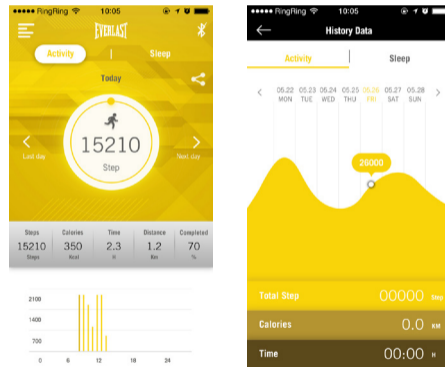 RingRing 10:05
EVERLAST
Activity | Sleep
Today
15210
Step
Last day
Next day
Steps Calories Time Distance Completed
15210 350 2.3 1.2 70
Steps Kcal H Km %
2100
1400
700
0 6 12 18 24
RingRing 10:05
History Data
Activity | Sleep
05.22 05.23 05.24 05.25 05.26 05.27 05.28
MON TUE WED THU FRI SAT SUN
26000
Total Step 00000 Step
Calories 0.0 KM
Time 00:00 H